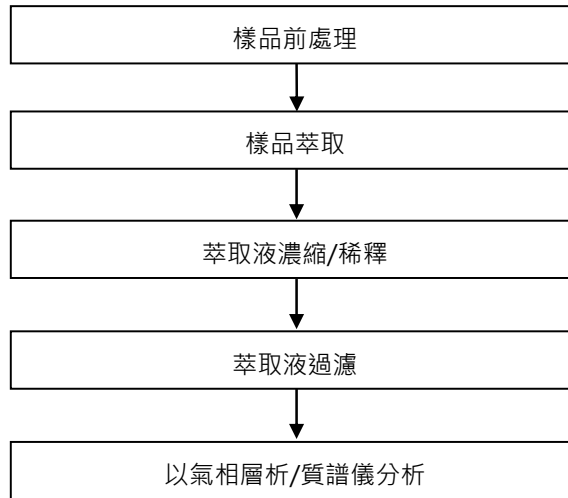 樣品前處理
樣品萃取
萃取液濃縮/稀釋
萃取液過濾
以氣相層析/質譜儀分析